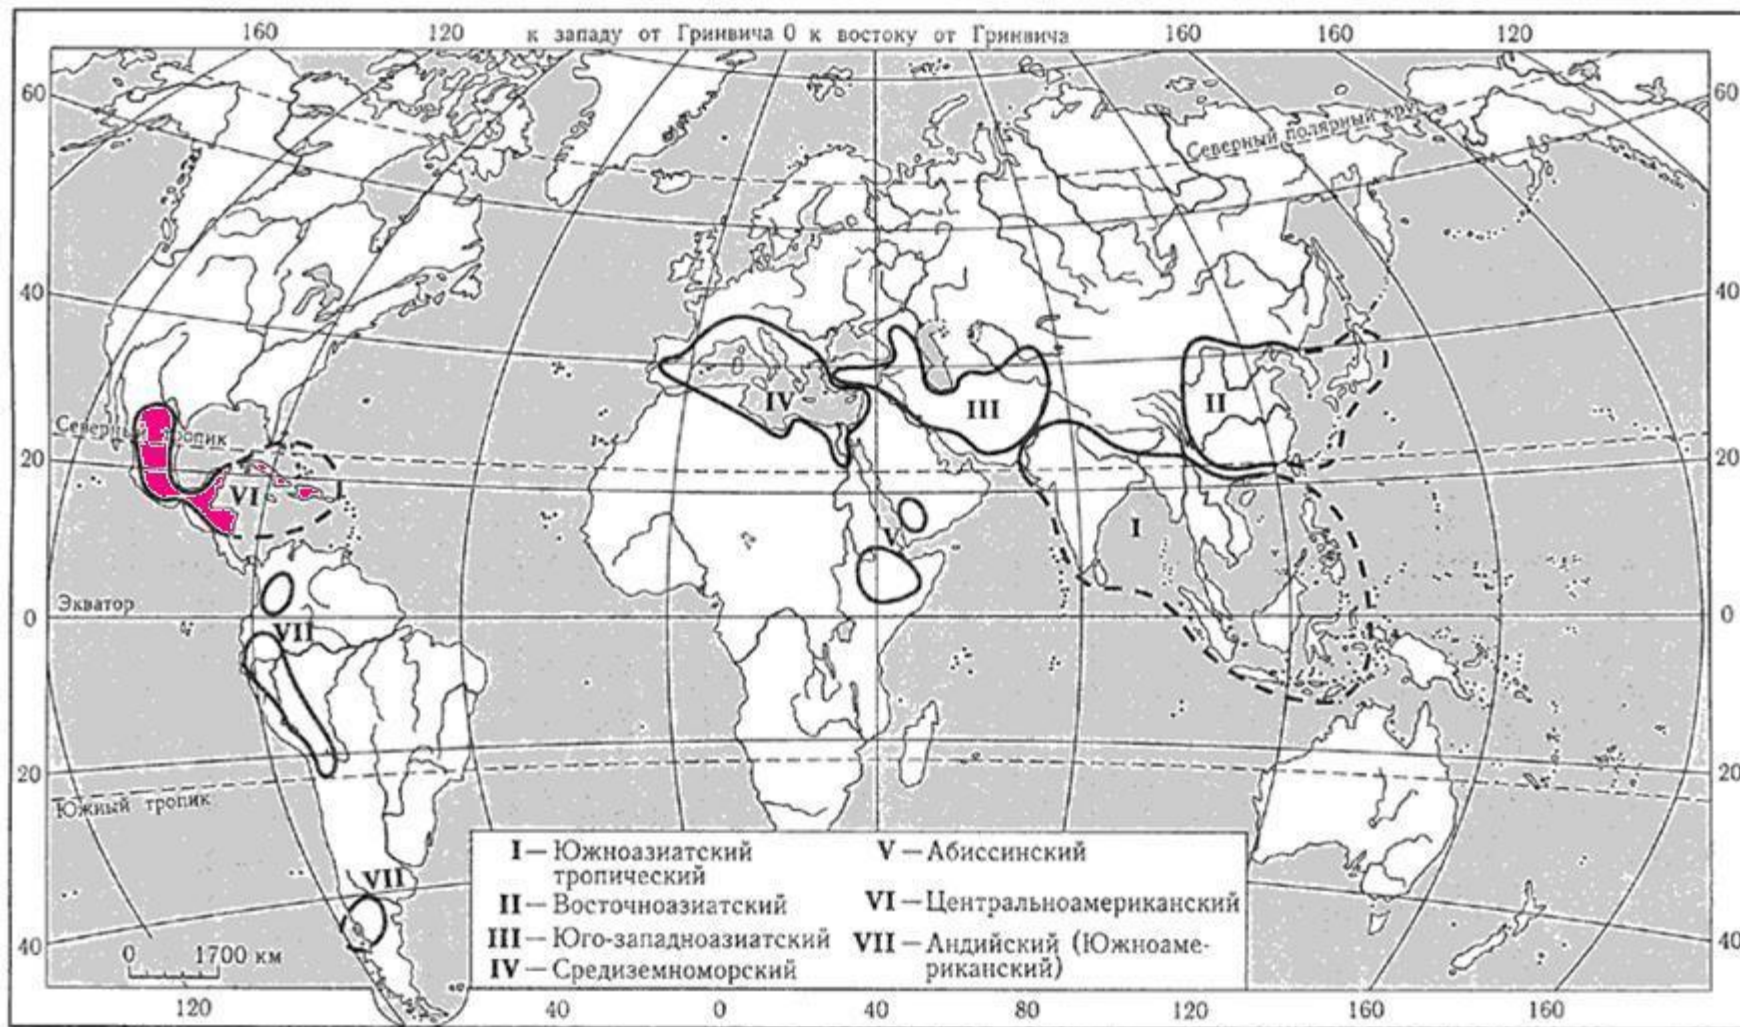 160 120 к западу от Гринвича 0 к востоку от Гринвича 160 160 120
60 60
Северный полярный круг
40 40
Северный тропик
20 20
IV III II
VI I
V
Экватор
0 0
VII
20 20
Южный тропик
VII
I — Южноазиатский
тропический
II — Восточноазиатский
III — Юго-западноазиатский
IV — Средиземноморский
V — Абиссинский
VI — Центральноамериканский
VII — Андийский (Южноаме-
риканский)
40 40
0 1700 км
120 40 0 40 80 120 160 160